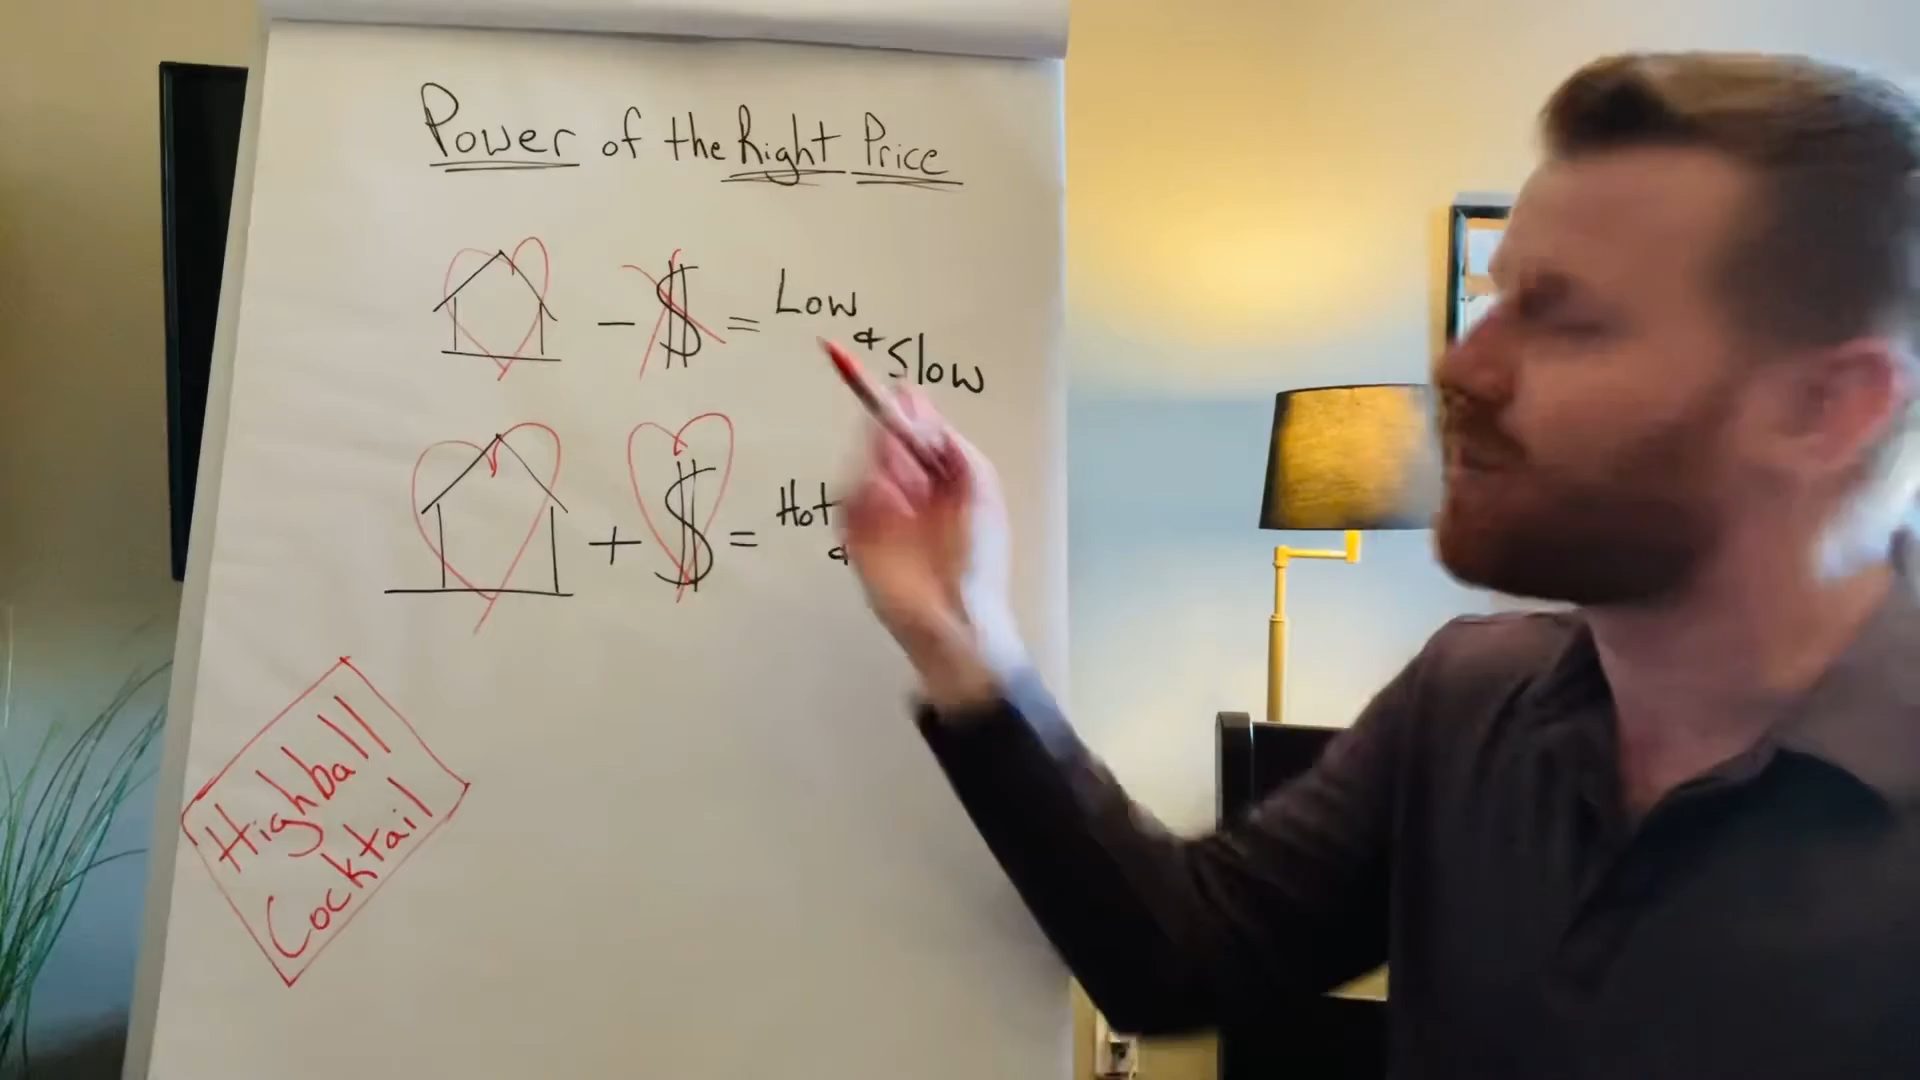 Power of the Right Price
− $ = Low
& Slow
+ $ = Hot
&
Highball
Cocktail